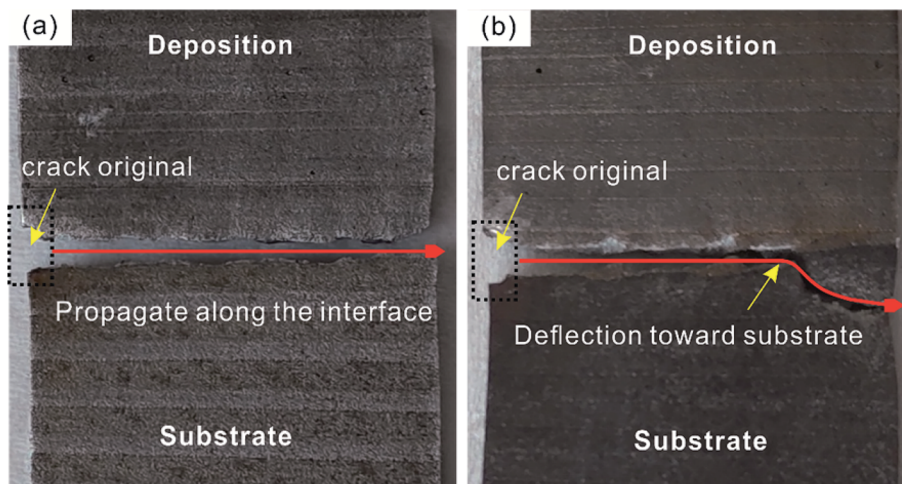 (a)
Deposition
crack original
Propagate along the interface
Substrate
(b)
Deposition
crack original
Deflection toward substrate
Substrate